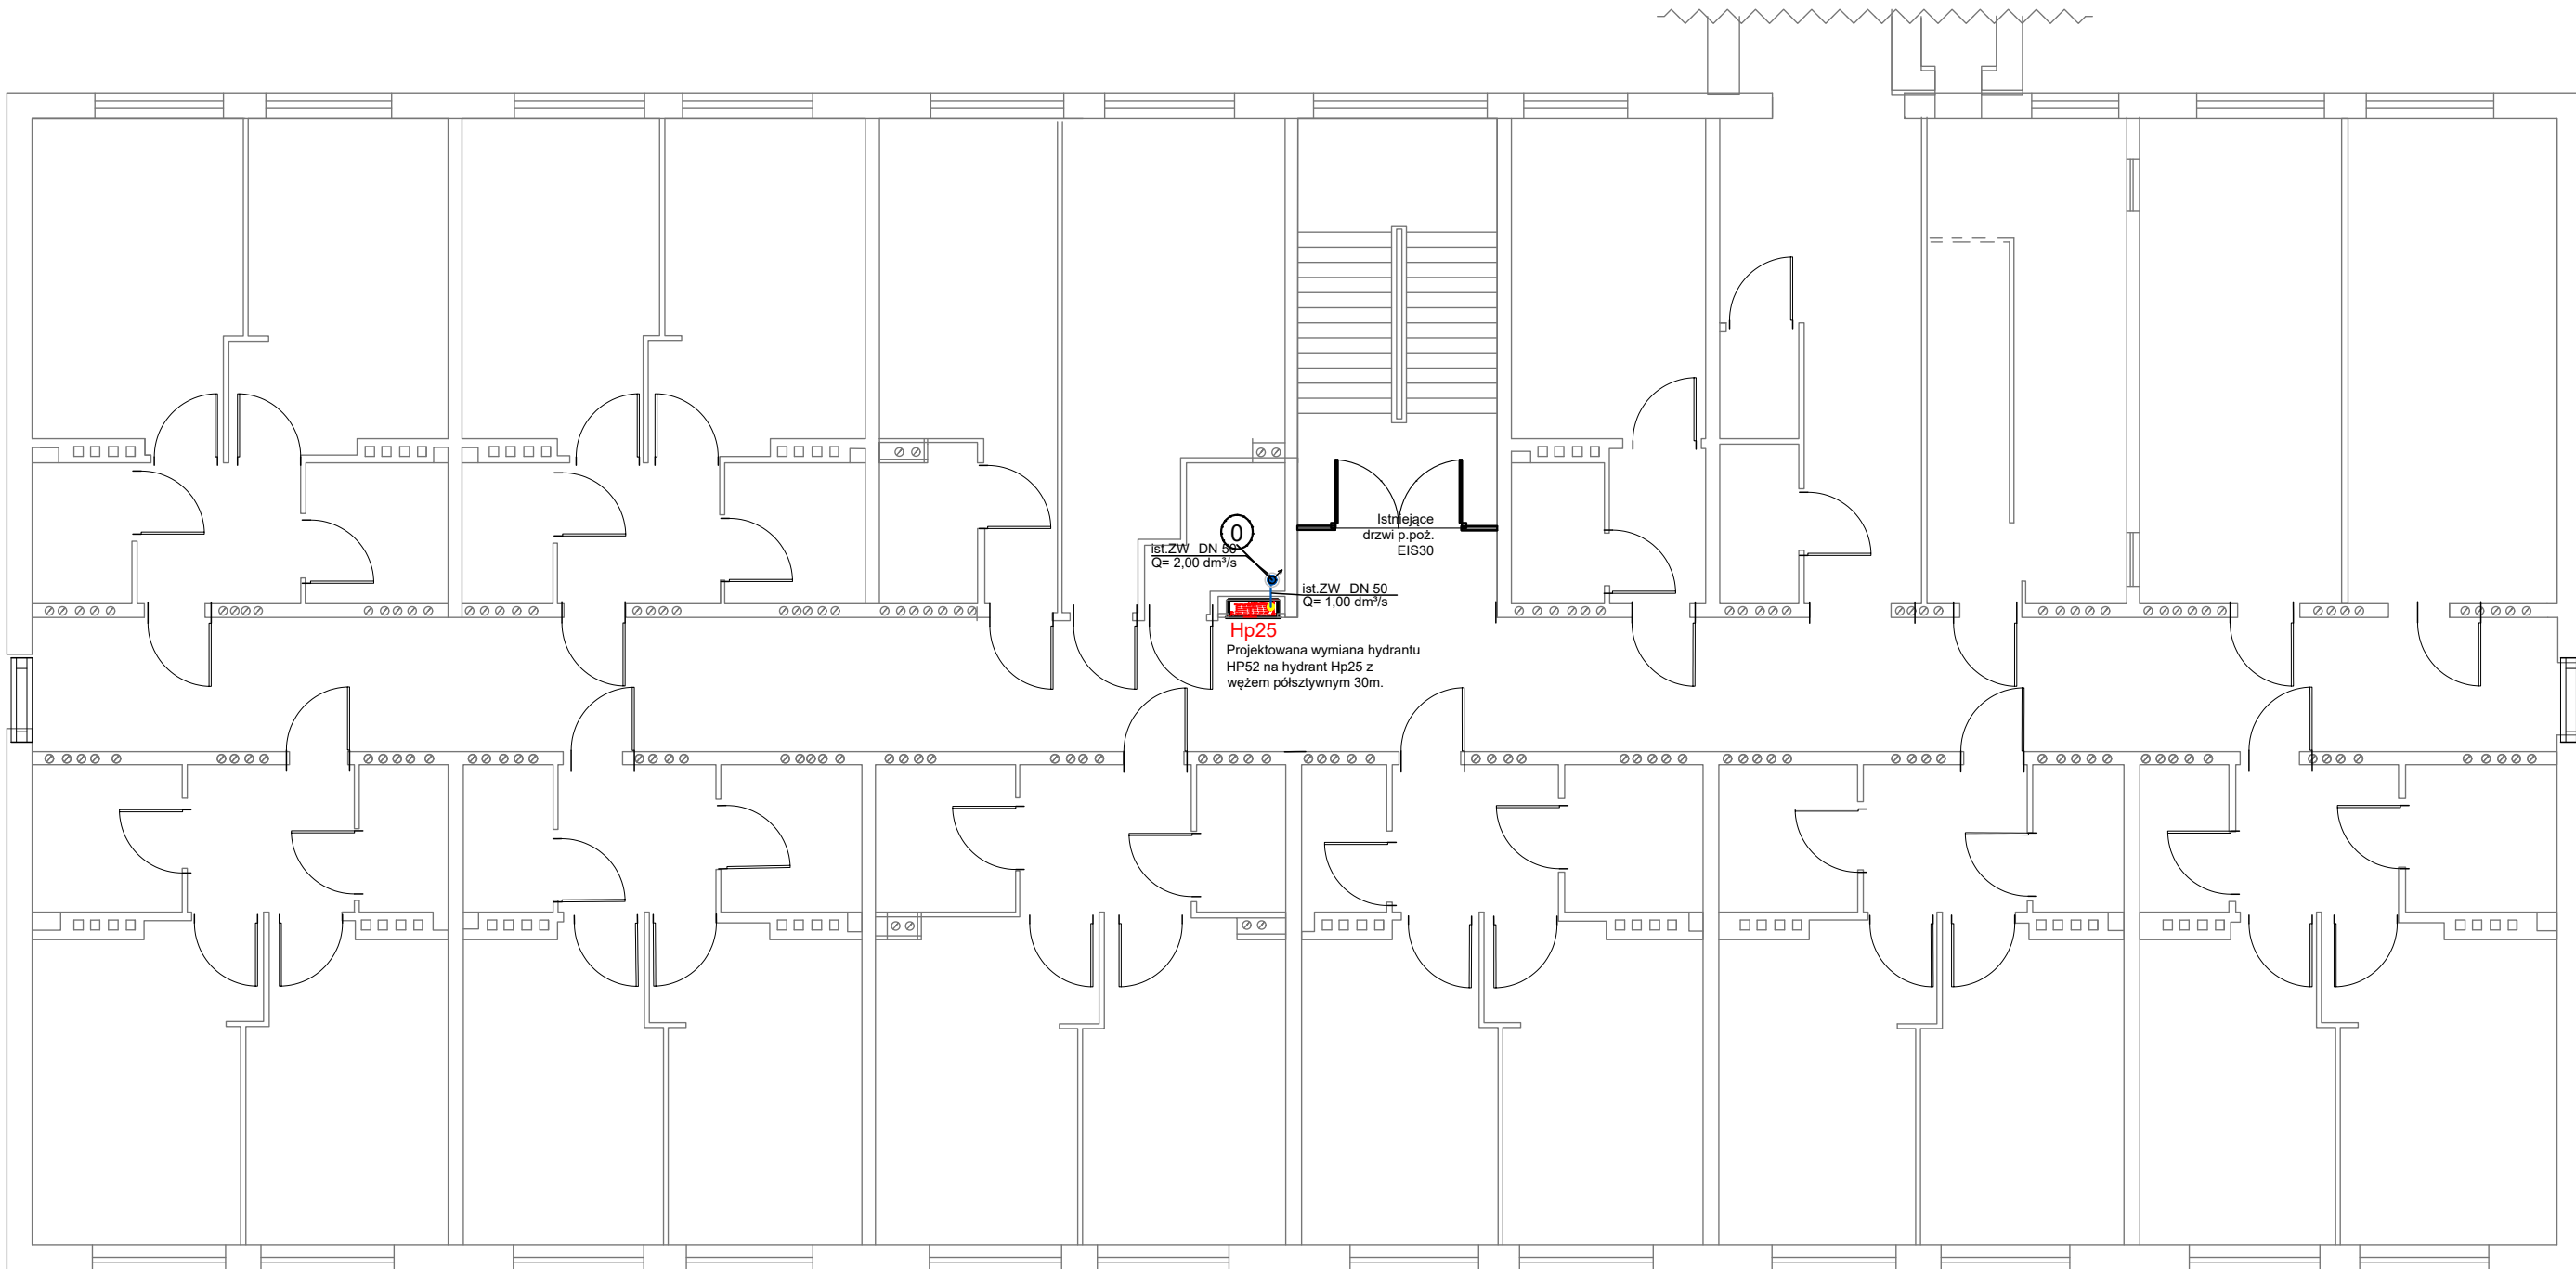 0
Istniejące
drzwi p.poż.
EIS30
ist.ZW DN 50
Q= 2,00 dm³/s
ist.ZW DN 50
Q= 1,00 dm³/s
Hp25
Projektowana wymiana hydrantu
HP52 na hydrant Hp25 z
wężem półsztywnym 30m.